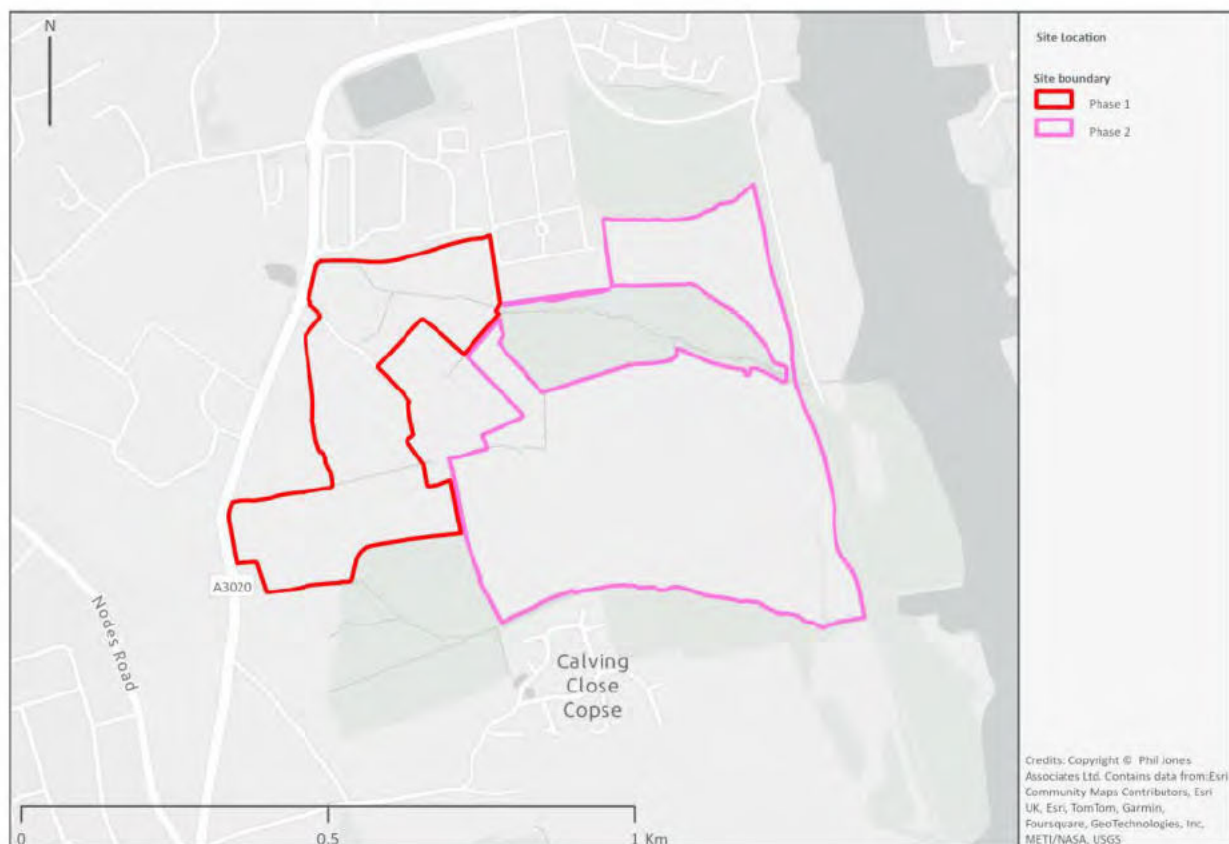 N
Site Location
Site boundary
Phase 1
Phase 2
A3020
Nodes Road
Calving
Close
Copse
0
0.5
1 Km
Credits: Copyright © Phil Jones
Associates Ltd. Contains data from:Esri
Community Maps Contributors, Esri
UK, Esri, TomTom, Garmin,
Foursquare, GeoTechnologies, Inc,
METI/NASA, USGS